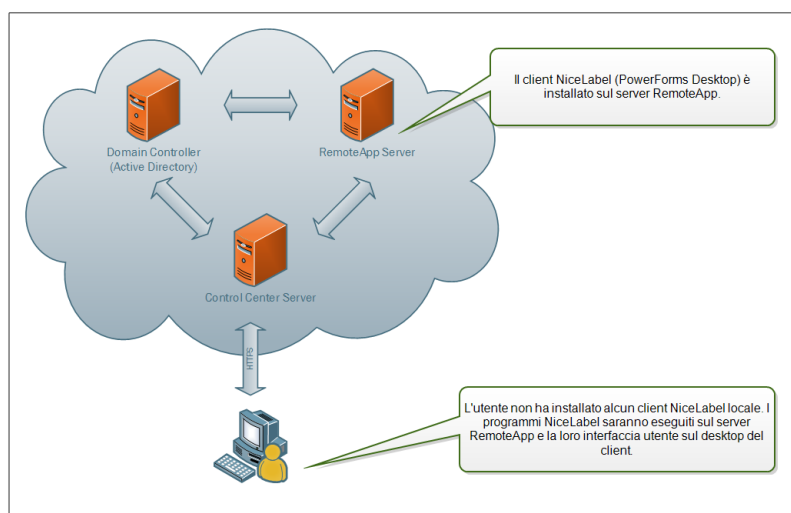 Il client NiceLabel (PowerForms Desktop) è
installato sul server RemoteApp.
Domain Controller
(Active Directory)
RemoteApp Server
Control Center Server
HTTPS
L'utente non ha installato alcun client NiceLabel locale. I
programmi NiceLabel saranno eseguiti sul server
RemoteApp e la loro interfaccia utente sul desktop del
client.